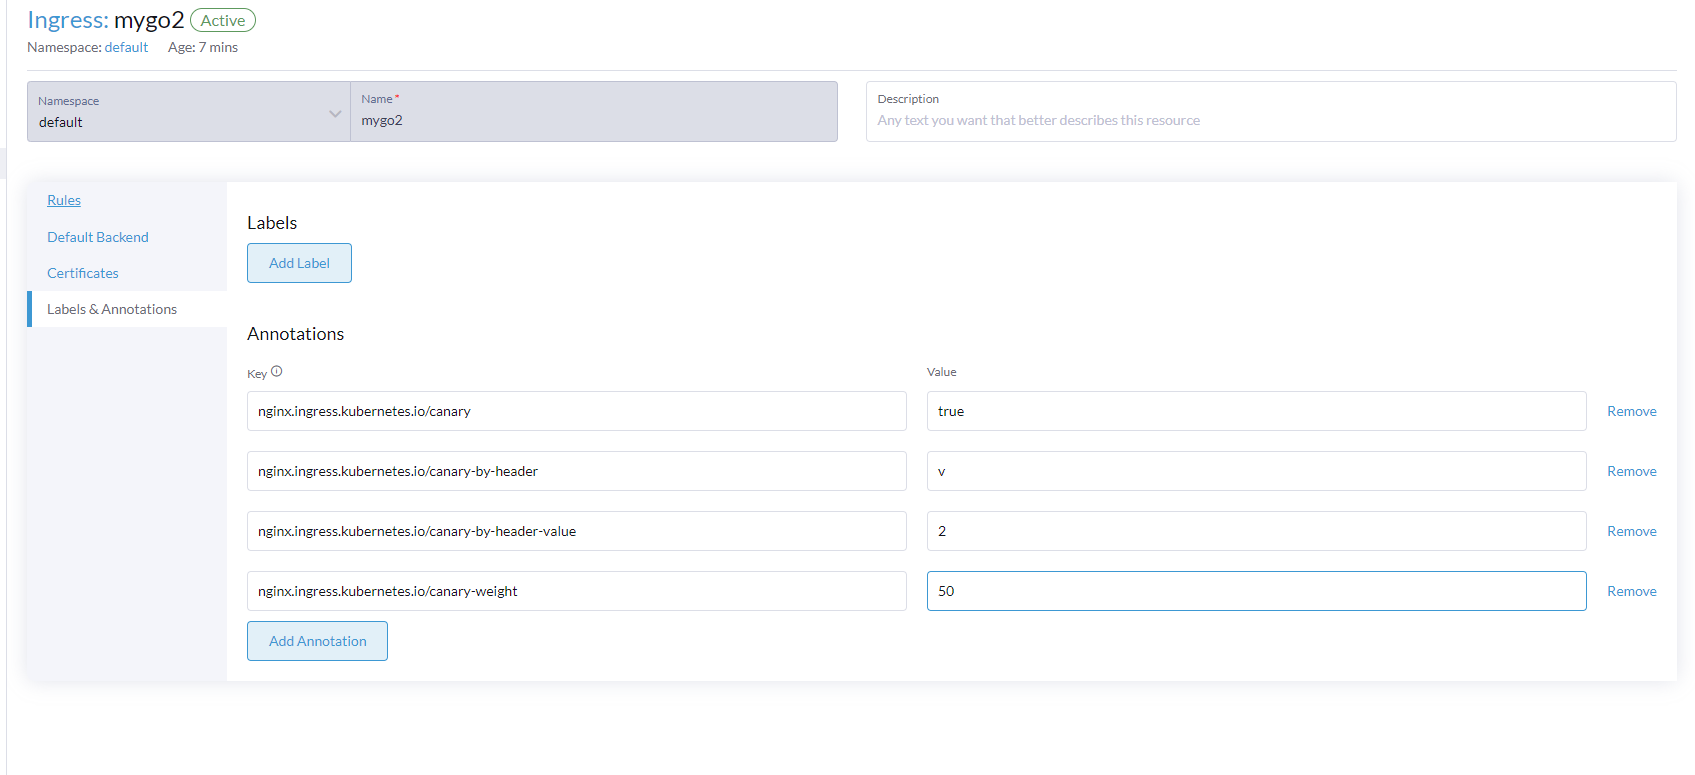 Ingress: mygo2 Active
Namespace: default Age: 7 mins
Namespace
default
Name *
mygo2
Description
Any text you want that better describes this resource
Rules
Default Backend
Certificates
Labels & Annotations
Labels
Add Label
Annotations
Key Value
nginx.ingress.kubernetes.io/canary true Remove
nginx.ingress.kubernetes.io/canary-by-header v Remove
nginx.ingress.kubernetes.io/canary-by-header-value 2 Remove
nginx.ingress.kubernetes.io/canary-weight 50 Remove
Add Annotation